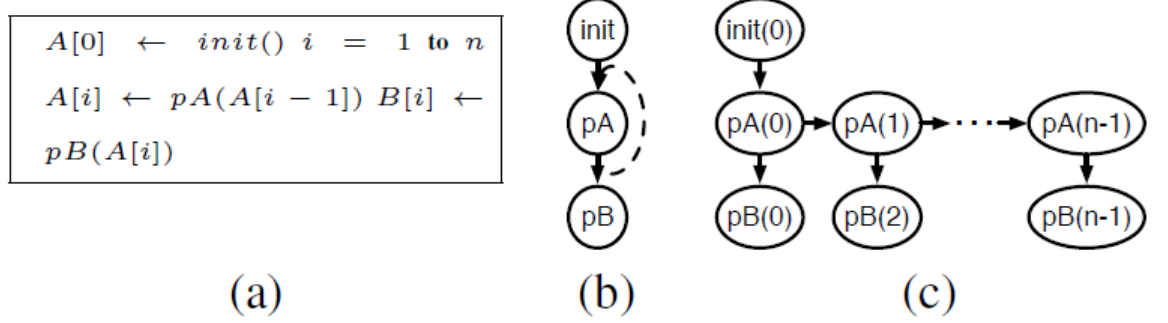 A[0] ← init() i = 1 to n
A[i] ← pA(A[i − 1]) B[i] ←
pB(A[i])
(a)
init
pA
pB
(b)
init(0)
pA(0) pA(1) ··· pA(n-1)
pB(0) pB(2) pB(n-1)
(c)